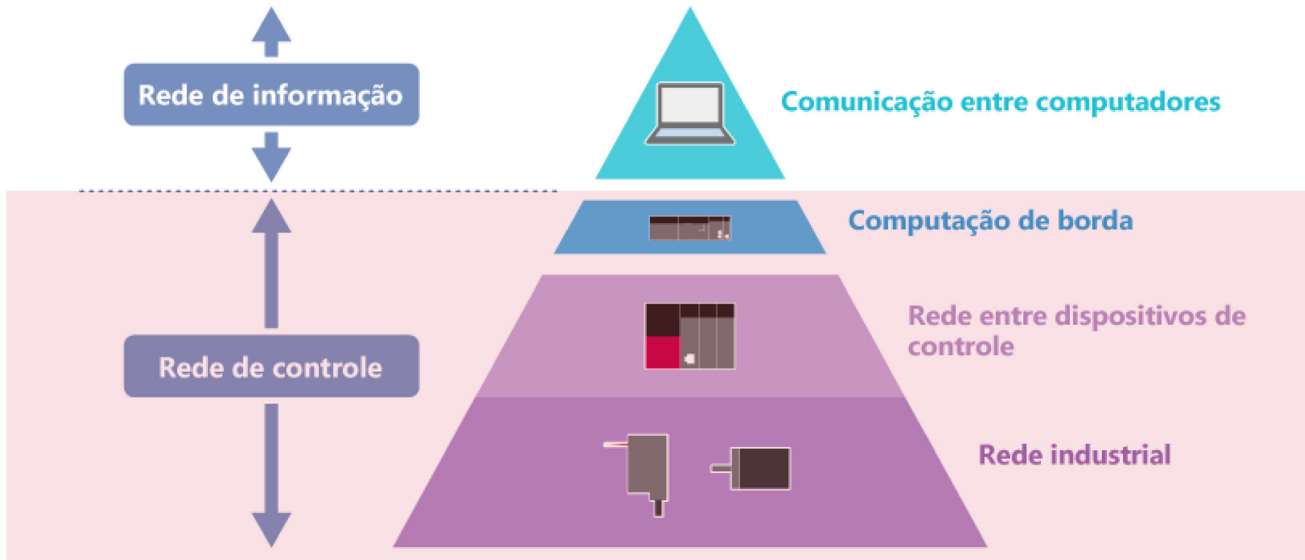 Rede de informação
Comunicação entre computadores
Computação de borda
Rede entre dispositivos de
controle
Rede de controle
Rede industrial